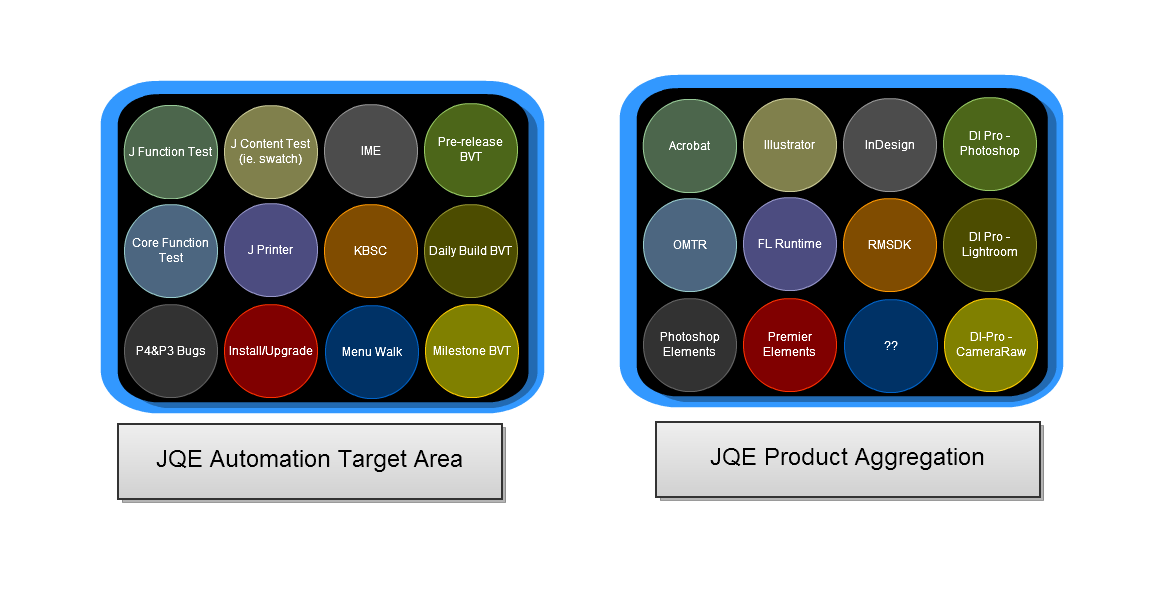 J Function Test
J Content Test
(ie. swatch)
IME
Pre-release
BVT
Core Function
Test
J Printer
KBSC
Daily Build BVT
P4&P3 Bugs
Install/Upgrade
Menu Walk
Milestone BVT
JQE Automation Target Area
Acrobat
Illustrator
InDesign
DI Pro -
Photoshop
OMTR
FL Runtime
RMSDK
DI Pro -
Lightroom
Photoshop
Elements
Premier
Elements
??
DI-Pro -
CameraRaw
JQE Product Aggregation